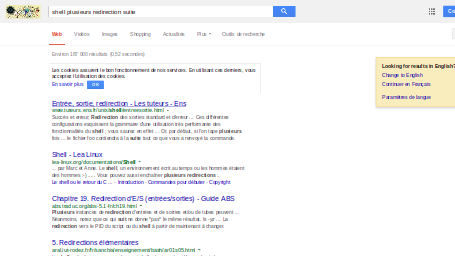 shell plusieurs redirection suite
Web Vidéos Images Shopping Actualités Plus Outils de recherche
Environ 187 000 résultats (0,52 secondes)
Les cookies assurent le bon fonctionnement de nos services. En utilisant ces derniers, vous
acceptez l'utilisation des cookies.
En savoir plus OK
Looking for results in English?
Change to English
Continuer en Français
Paramètres de langue
Entrée, sortie, redirection - Les tuteurs - Ens
www.tuteurs.ens.fr/unix/shell/entreesortie.html
Succès et erreur; Redirection des sorties standard et d'erreur ... Ces différentes
configurations esquissent la grammaire d'une utilisation très performante des
fonctionnalités du shell ; vous saurez en effet ... Or, par défaut, si l'on tape plusieurs
fois ... le fichier foo contiendra à la suite tout ce que vous a renvoyé la commande
Shell - Lea Linux
lea-linux.org/documentations/Shell
... par Marc et Anne. Le shell, un environnement écrit au temps où les hommes étaient
des hommes :-) ..... Vous pouvez aussi enchaîner plusieurs redirections :
Le shell ou le retour du C ... - Introduction - Commandes pour débuter - Copyright
Chapitre 19. Redirection d'E/S (entrées/sorties) - Guide ABS
abs.traduc.org/abs-5.1-fr/ch19.html
Plusieurs instances de redirection d'entrées et de sorties et/ou de tubes peuvent ...
Néanmoins, notez que ce qui suit ne donne *pas* le même résultat. ls -yz ... La
redirection vers le PID du script ou du shell à partir de maintenant à changer
5. Redirections élémentaires